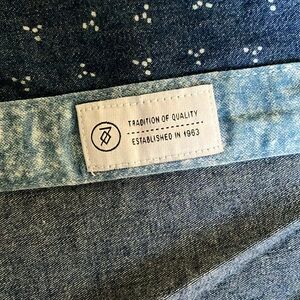 TRADITION OF QUALITY
ESTABLISHED IN 1963